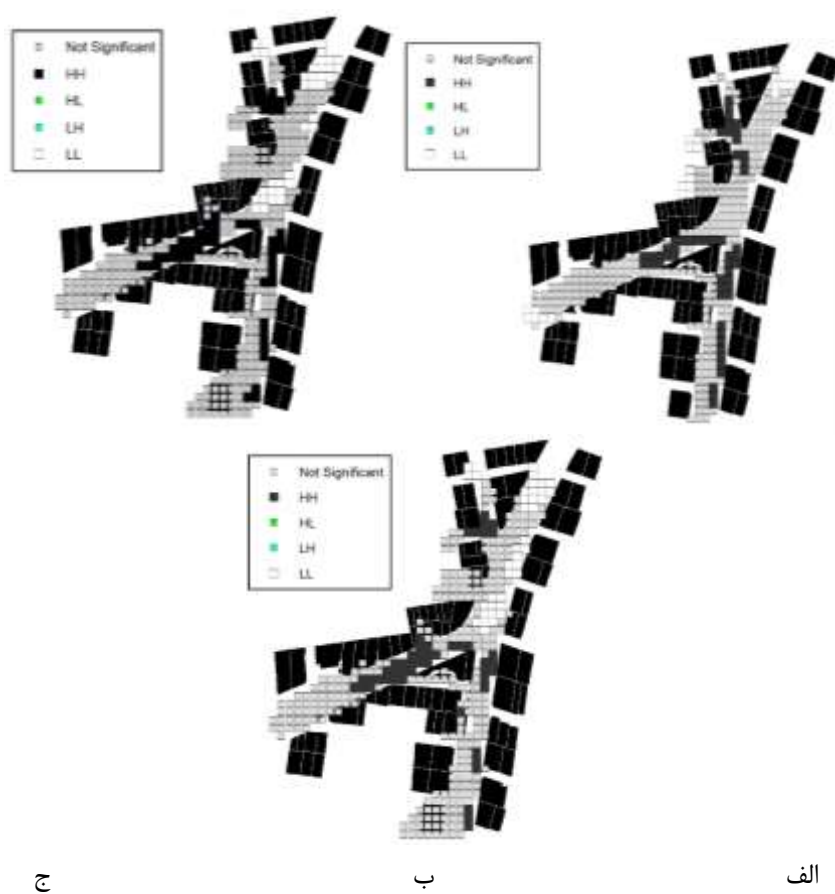 Not Significant
HH
HL
LH
LL
Not Significant
HH
HL
LH
LL
Not Significant
HH
HL
LH
LL
الف ب ج